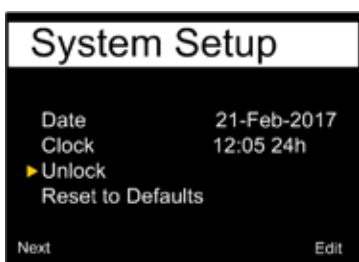 System Setup
Date 21-Feb-2017
Clock 12:05 24h
Unlock
Reset to Defaults
Next Edit